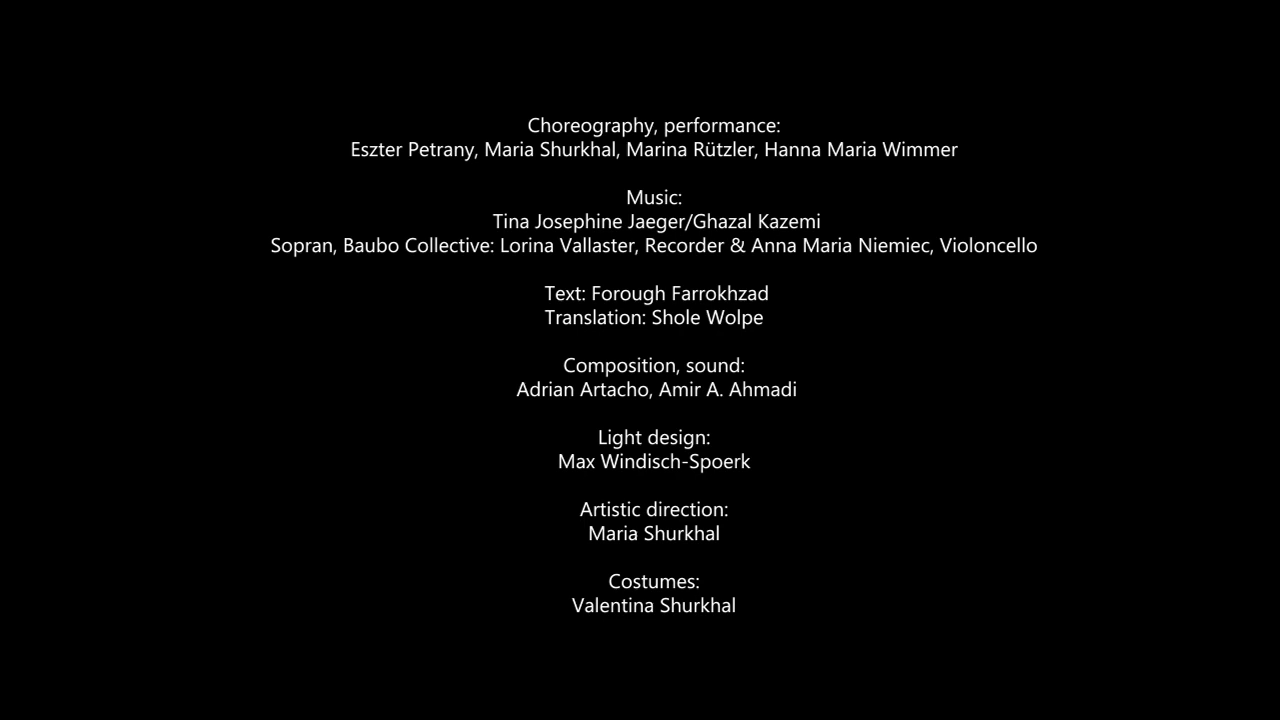 Choreography, performance:
Eszter Petrany, Maria Shurkhal, Marina Rützler, Hanna Maria Wimmer
Music:
Tina Josephine Jaeger/Ghazal Kazemi
Sopran, Baubo Collective: Lorina Vallaster, Recorder & Anna Maria Niemiec, Violoncello
Text: Forough Farrokhzad
Translation: Shole Wolpe
Composition, sound:
Adrian Artacho, Amir A. Ahmadi
Light design:
Max Windisch-Spoerk
Artistic direction:
Maria Shurkhal
Costumes:
Valentina Shurkhal